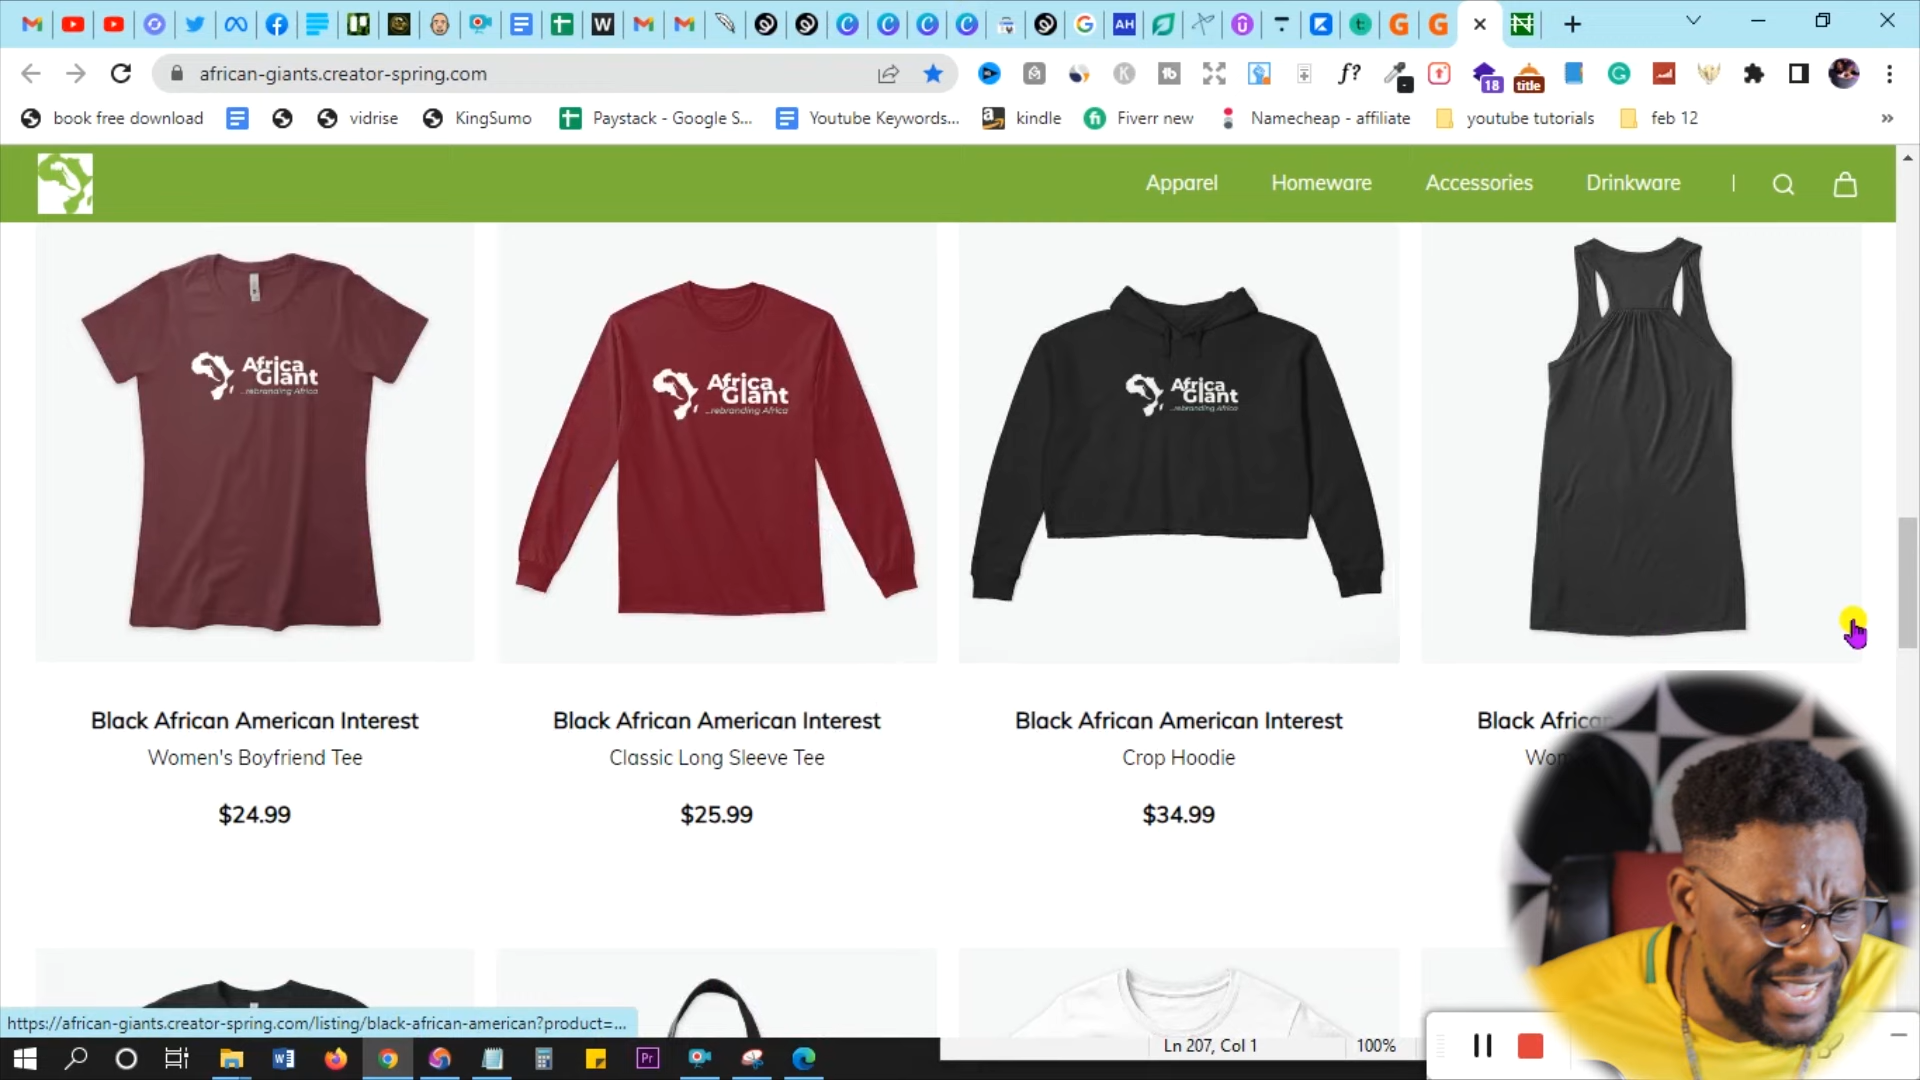 african-giants.creator-spring.com
18
title
book free download
vidrise
KingSumo
Paystack - Google S...
Youtube Keywords...
kindle
Fiverr new
Namecheap - affiliate
youtube tutorials
feb 12
»
Apparel
Homeware
Accessories
Drinkware
Africa
Giant
...rebranding Africa
Africa
Giant
...rebranding Africa
Africa
Giant
...rebranding Africa
Black African American Interest
Women's Boyfriend Tee
$24.99
Black African American Interest
Classic Long Sleeve Tee
$25.99
Black African American Interest
Crop Hoodie
$34.99
Black
https://african-giants.creator-spring.com/listing/black-african-american?product=...
Ln 207, Col 1
100%